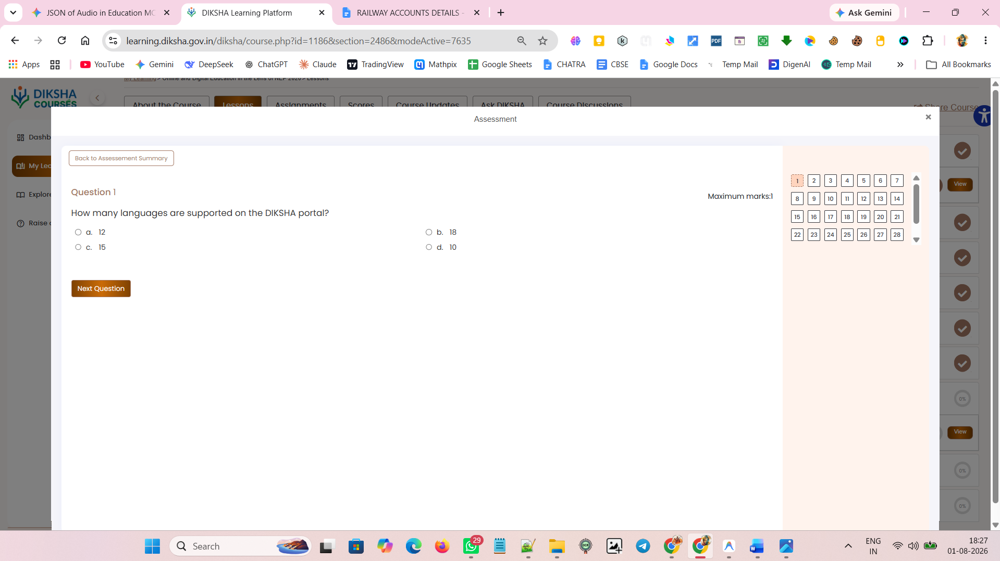 JSON of Audio in Education MC
DIKSHA Learning Platform
RAILWAY ACCOUNTS DETAILS -
Ask Gemini
learning.diksha.gov.in/diksha/course.php?id=1186&section=2486&modeActive=7635
Apps
YouTube
Gemini
DeepSeek
ChatGPT
Claude
TradingView
Mathpix
Google Sheets
CHATRA
CBSE
Google Docs
Temp Mail
DigenAI
Temp Mail
All Bookmarks
My Learning > Online and Digital Education in the Lens of NEP 2020 > Lessons
DIKSHA
COURSES
About the Course
Lessons
Assignments
Scores
Course Updates
Ask DIKSHA
Course Discussions
Share Course
Dashb
My Lea
Explore
Raise
Assessment
Back to Assessement Summary
Question 1
Maximum marks:1
How many languages are supported on the DIKSHA portal?
a. 12
b. 18
c. 15
d. 10
Next Question
1 2 3 4 5 6 7
8 9 10 11 12 13 14
15 16 17 18 19 20 21
22 23 24 25 26 27 28
View
0%
View
0%
0%
Search
29
ENG
IN
18:27
01-08-2026